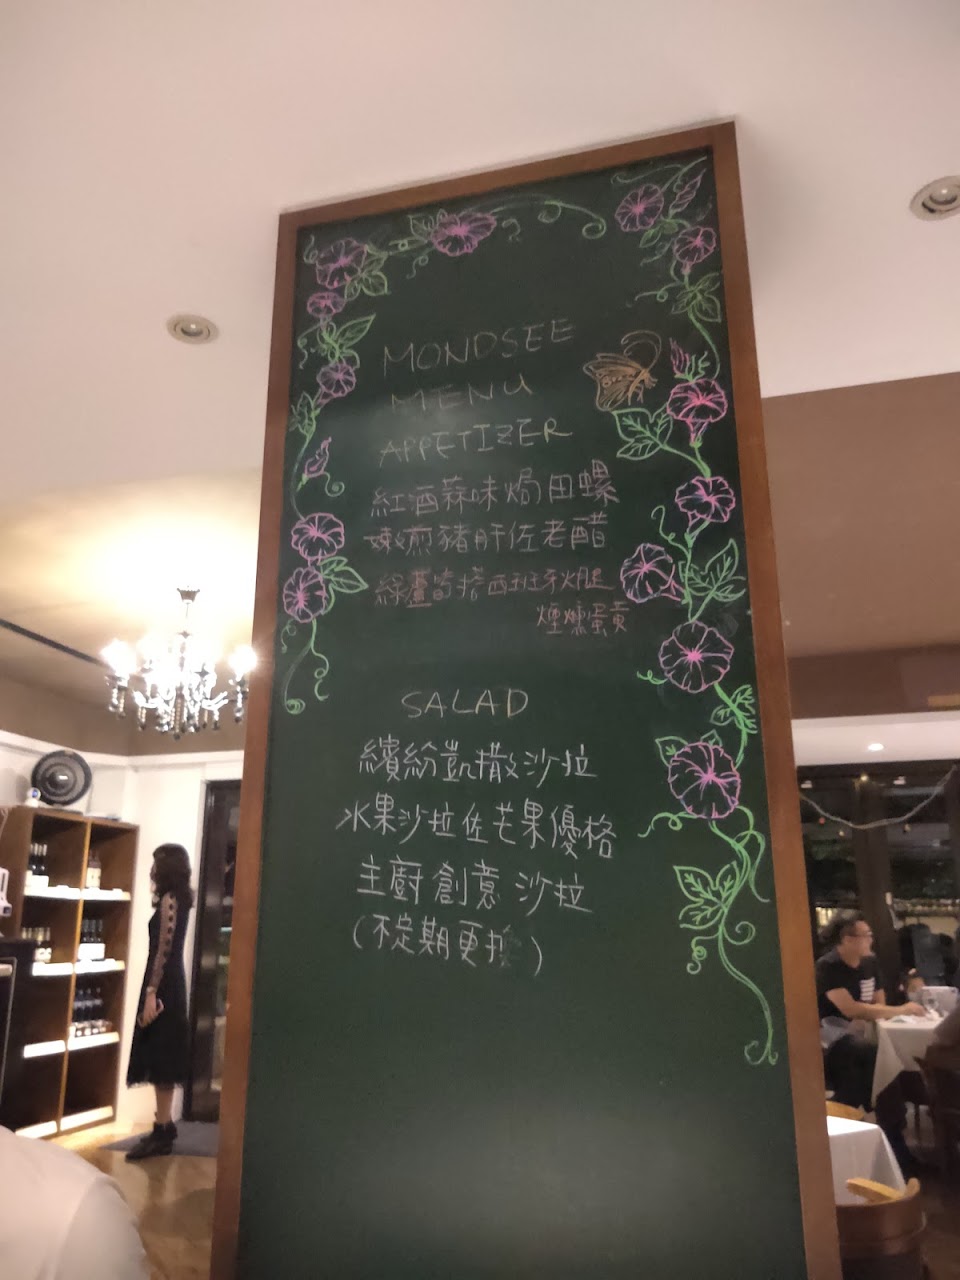 MONDSEE
MENU
APPETIZER
紅酒蒜味焗田螺
嫩煎豬肝佐老醋
綠蘆筍搭西班牙火腿
煙燻蛋黃
SALAD
繽紛凱撒沙拉
水果沙拉佐芒果優格
主廚創意沙拉
(不定期更換)